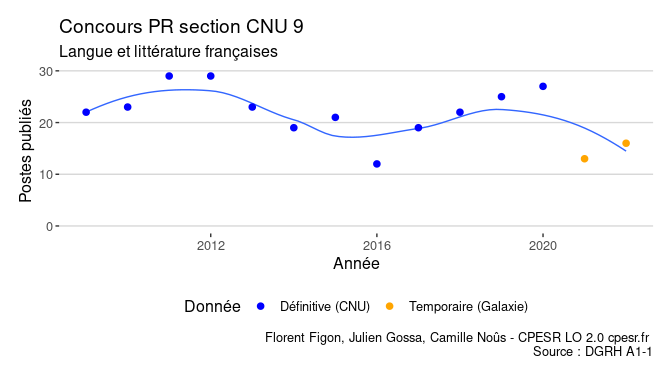 Concours PR section CNU 9
Langue et littérature françaises
Postes publiés
30
20
10
0
2012 2016 2020
Année
Donnée Définitive (CNU) Temporaire (Galaxie)
Florent Figon, Julien Gossa, Camille Noûs - CPESR LO 2.0 cpesr.fr
Source : DGRH A1-1